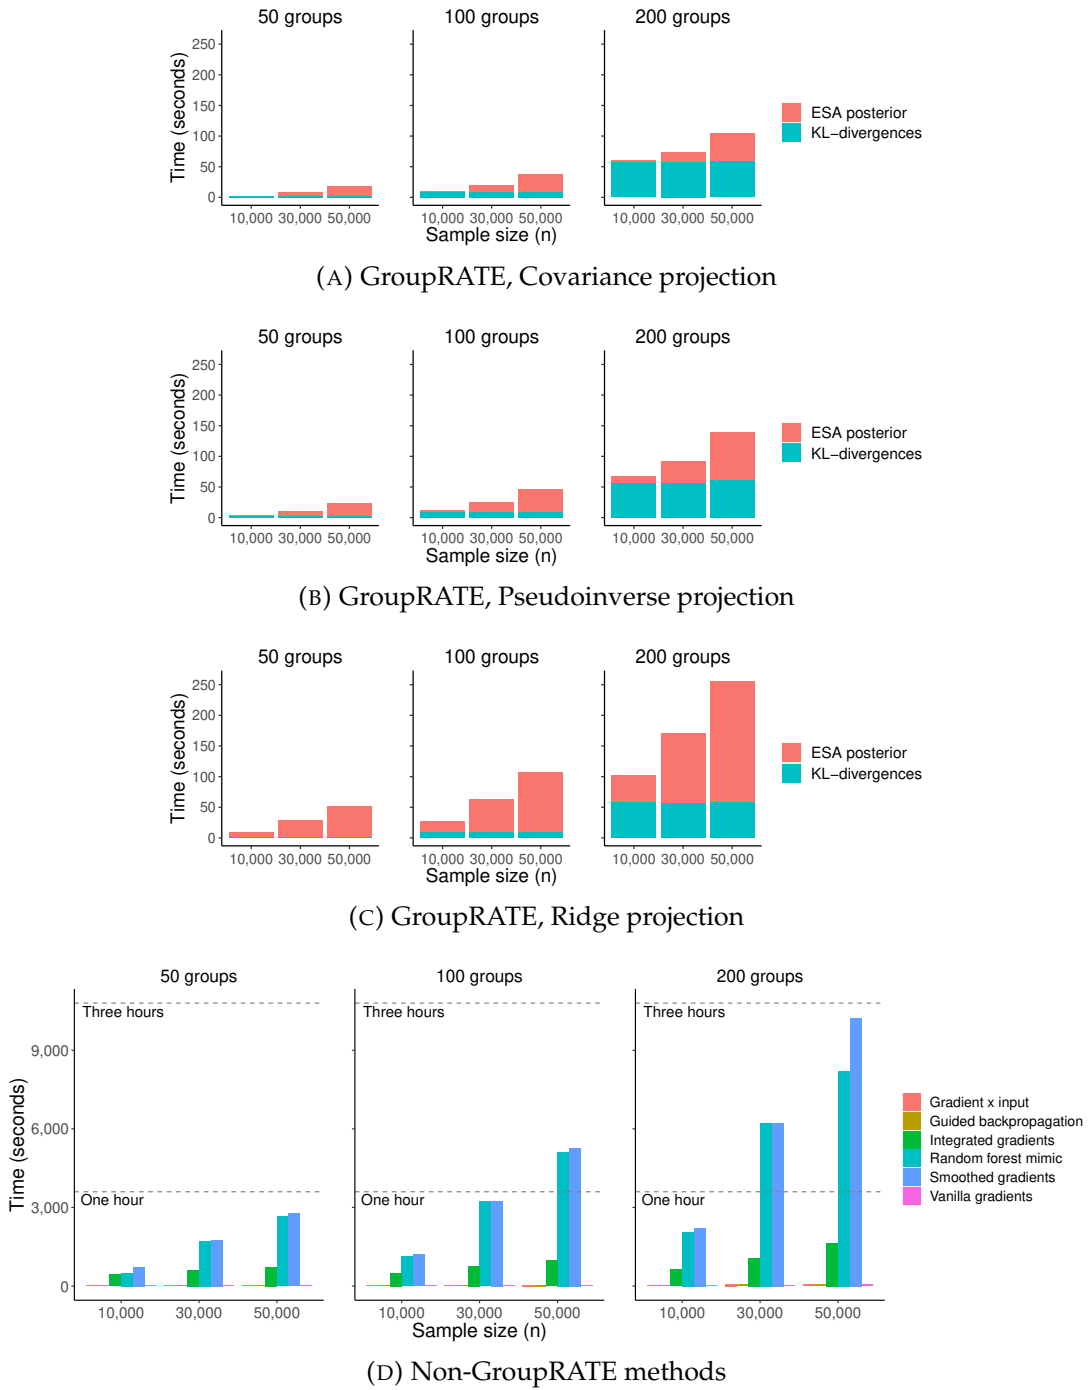 50 groups 100 groups 200 groups
Time (seconds)
250
200
150
100
50
0
10,000 30,000 50,000 10,000 30,000 50,000 10,000 30,000 50,000
Sample size (n)
ESA posterior
KL−divergences
(A) GroupRATE, Covariance projection
50 groups 100 groups 200 groups
Time (seconds)
250
200
150
100
50
0
10,000 30,000 50,000 10,000 30,000 50,000 10,000 30,000 50,000
Sample size (n)
ESA posterior
KL−divergences
(B) GroupRATE, Pseudoinverse projection
50 groups 100 groups 200 groups
Time (seconds)
250
200
150
100
50
0
10,000 30,000 50,000 10,000 30,000 50,000 10,000 30,000 50,000
Sample size (n)
ESA posterior
KL−divergences
(C) GroupRATE, Ridge projection
50 groups 100 groups 200 groups
Time (seconds)
Three hours Three hours Three hours
9,000
6,000
One hour One hour One hour
3,000
0
10,000 30,000 50,000 10,000 30,000 50,000 10,000 30,000 50,000
Sample size (n)
Gradient x input
Guided backpropagation
Integrated gradients
Random forest mimic
Smoothed gradients
Vanilla gradients
(D) Non-GroupRATE methods